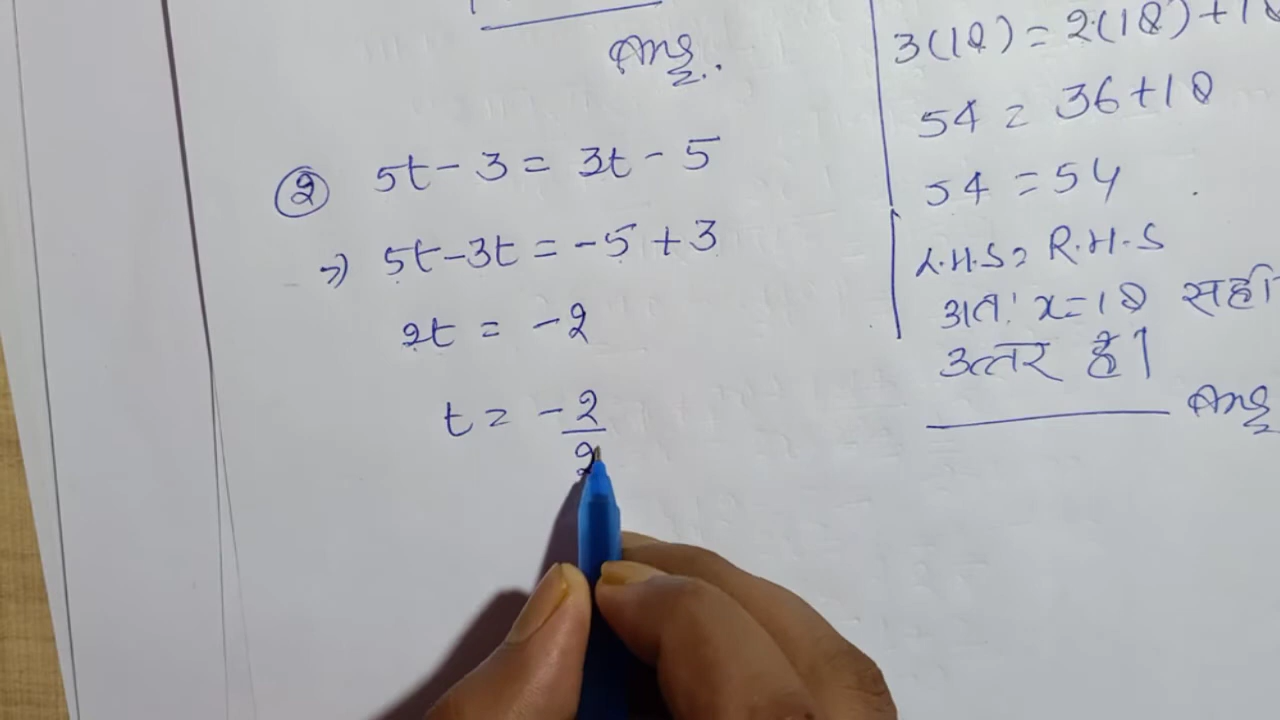 Ans.
② 5t - 3 = 3t - 5
⇒ 5t - 3t = -5 + 3
2t = -2
t = -2/2
3(18) = 2(18) + 18
54 = 36 + 18
54 = 54
L.H.S = R.H.S
अतः x = 18 सही
उत्तर है।
Ans